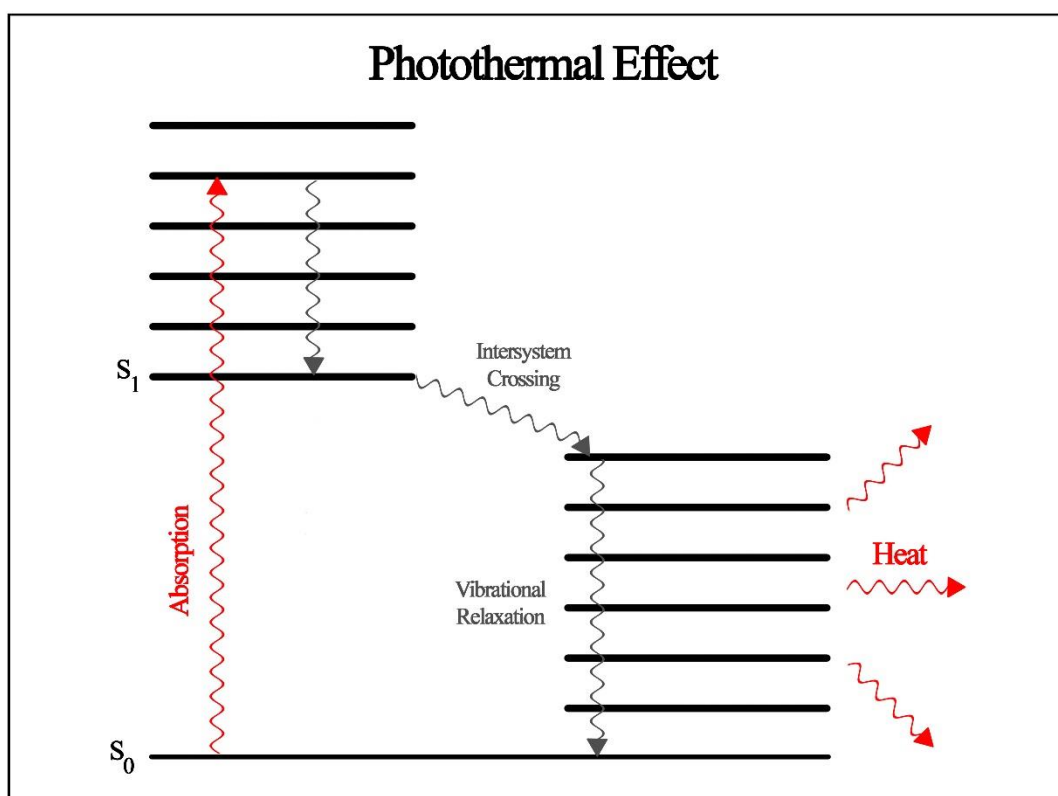 Photothermal Effect
S₁
Intersystem
Crossing
Absorption
Heat
Vibrational
Relaxation
S₀